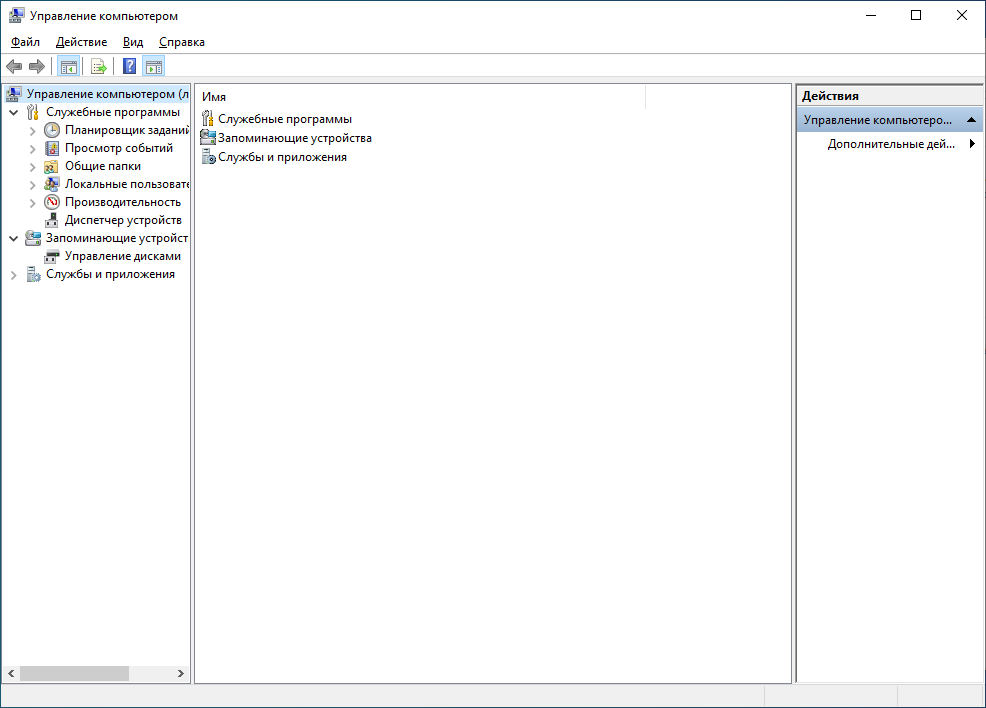 Управление компьютером
Файл Действие Вид Справка
Управление компьютером (л
Служебные программы
Планировщик заданий
Просмотр событий
Общие папки
Локальные пользовате
Производительность
Диспетчер устройств
Запоминающие устройст
Управление дисками
Службы и приложения
Имя
Служебные программы
Запоминающие устройства
Службы и приложения
Действия
Управление компьютеро...
Дополнительные дей...